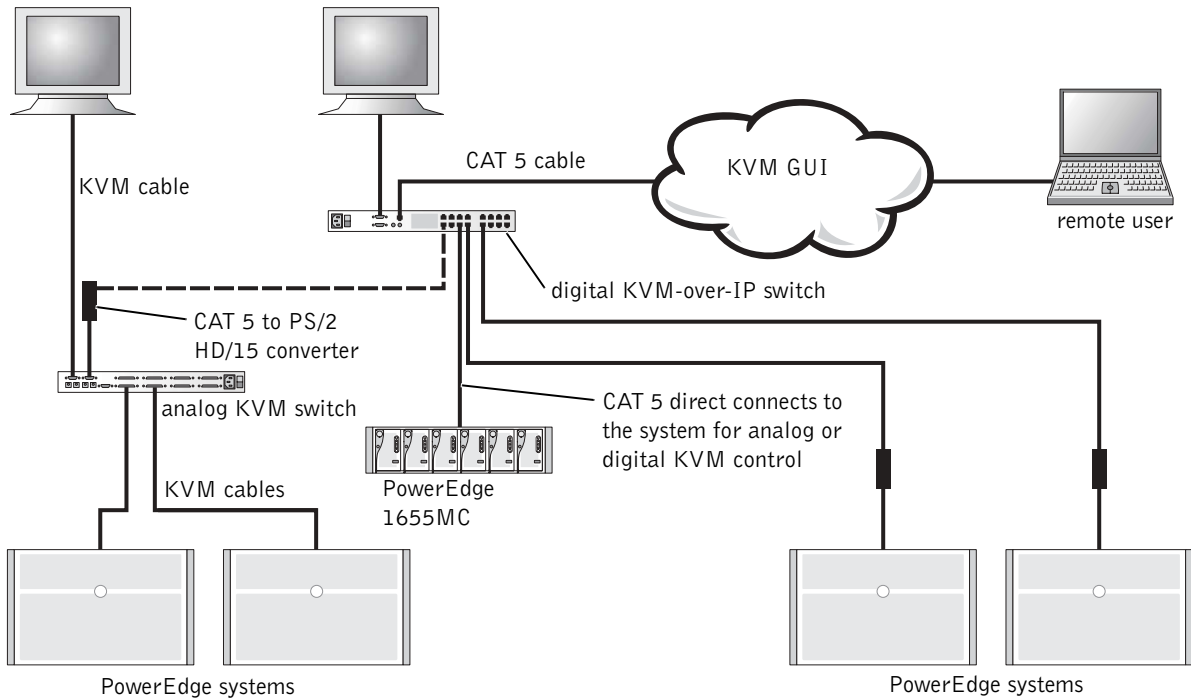 CAT 5 cable
KVM GUI
KVM cable
remote user
digital KVM-over-IP switch
CAT 5 to PS/2
HD/15 converter
analog KVM switch
CAT 5 direct connects to
the system for analog or
digital KVM control
KVM cables
PowerEdge
1655MC
PowerEdge systems
PowerEdge systems